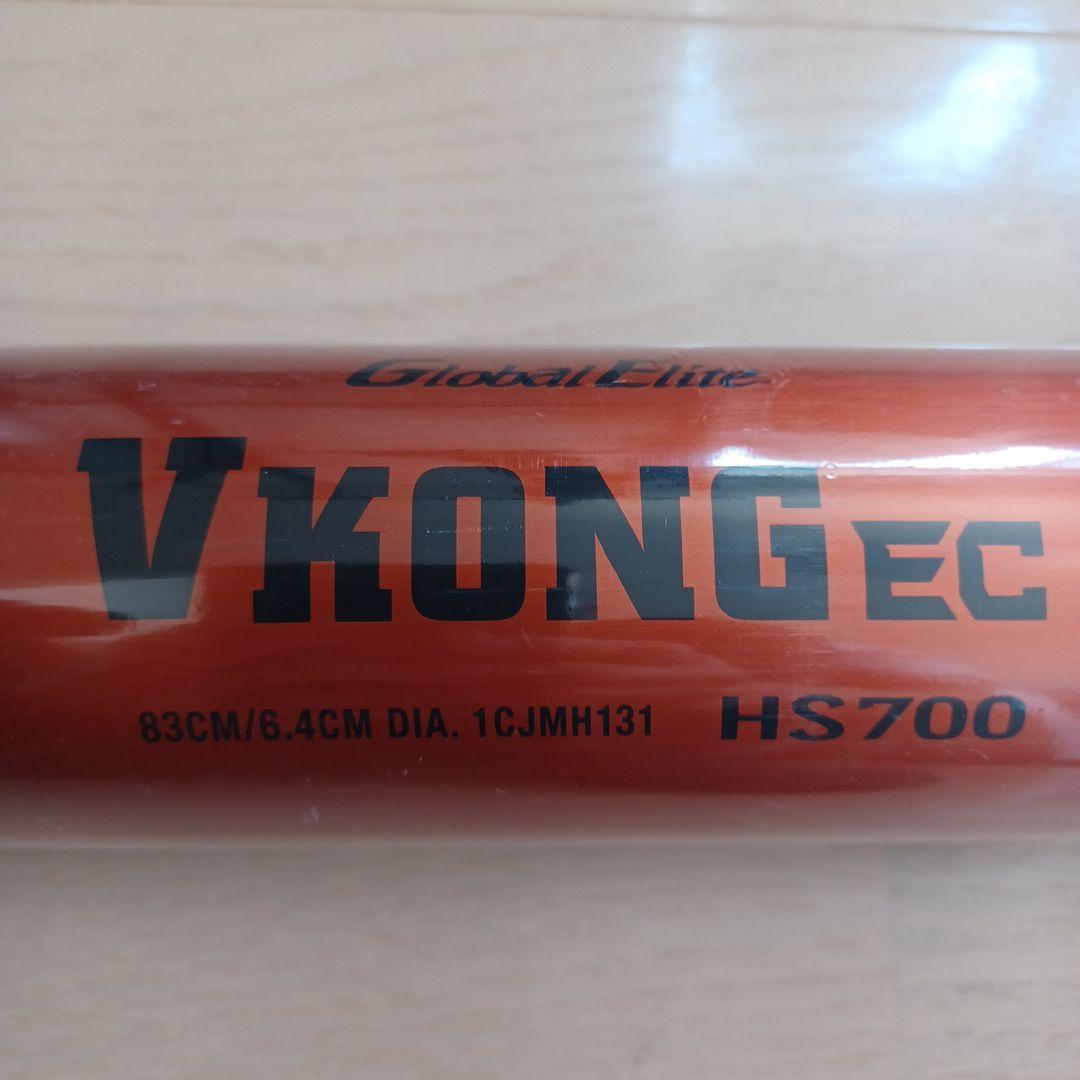 Global Elite
VKONG EC
83CM/6.4CM DIA. 1CJMH131 HS700